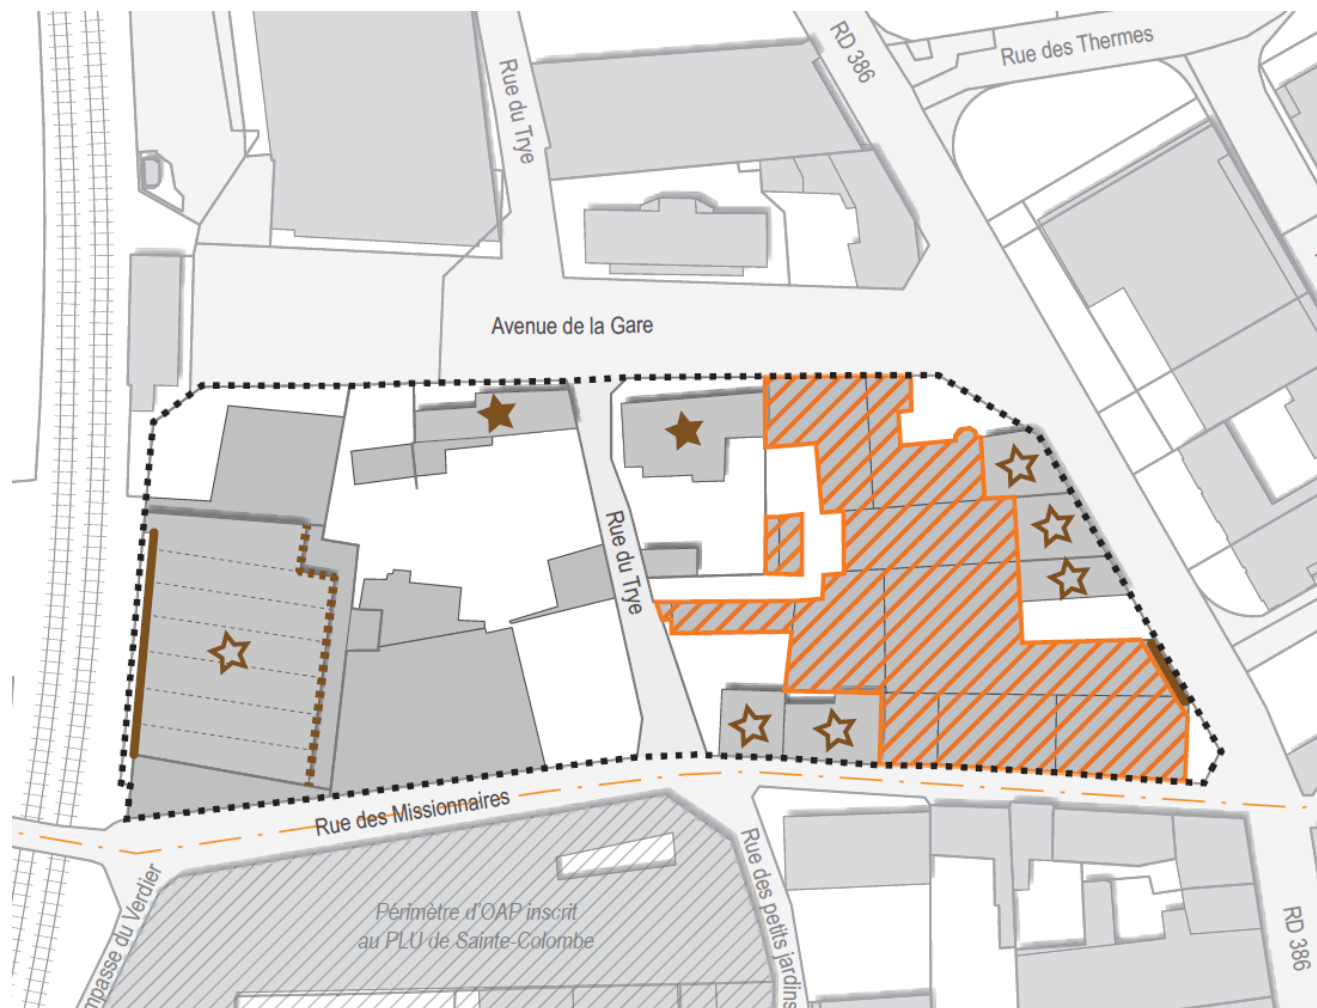 RD 386
Rue des Thermes
Rue du Trye
Avenue de la Gare
Rue du Trye
Rue des Missionnaires
Rue des petits jardins
mpasse du Verdier
Périmètre d'OAP inscrit
au PLU de Sainte-Colombe
RD 386